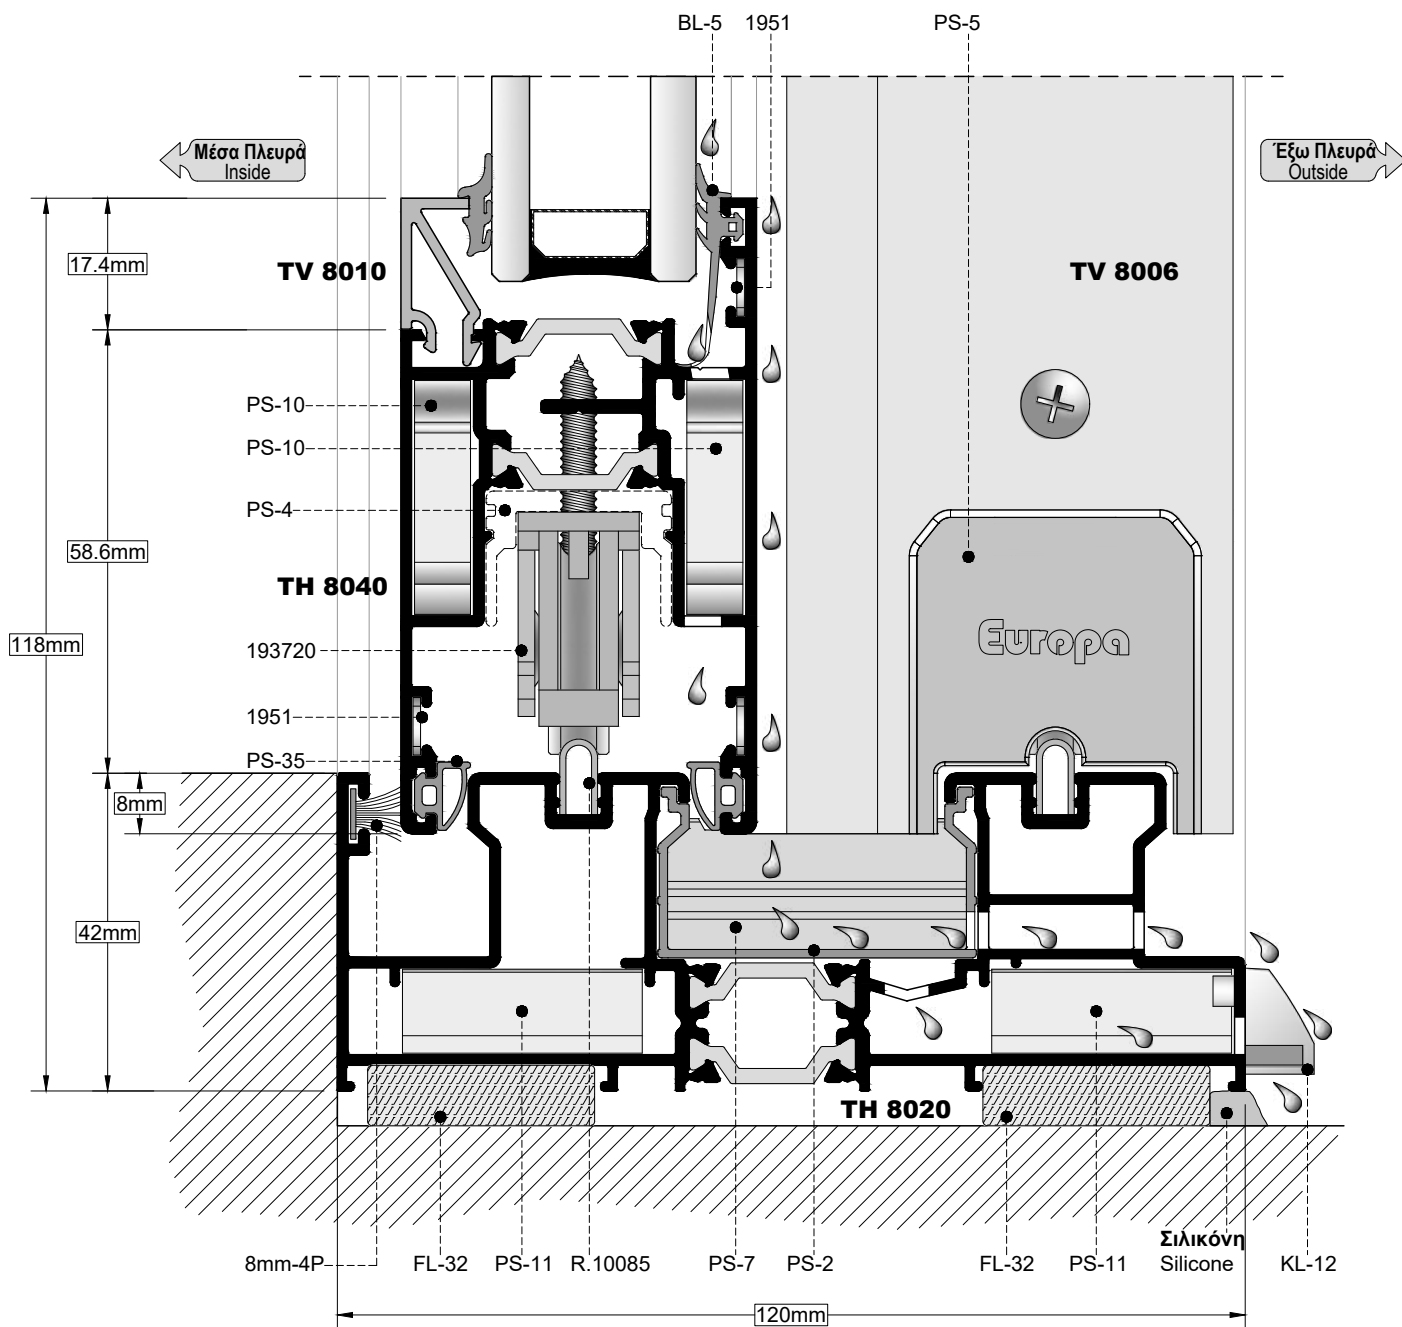 BL-5 1951 PS-5
Μέσα Πλευρά
Inside
Έξω Πλευρά
Outside
17.4mm
TV 8010
TV 8006
PS-10
PS-10
PS-4
58.6mm
TH 8040
Europa
118mm
193720
1951
PS-35
8mm
42mm
TH 8020
8mm-4P FL-32 PS-11 R.10085 PS-7 PS-2 FL-32 PS-11
Σιλικόνη
Silicone
KL-12
120mm